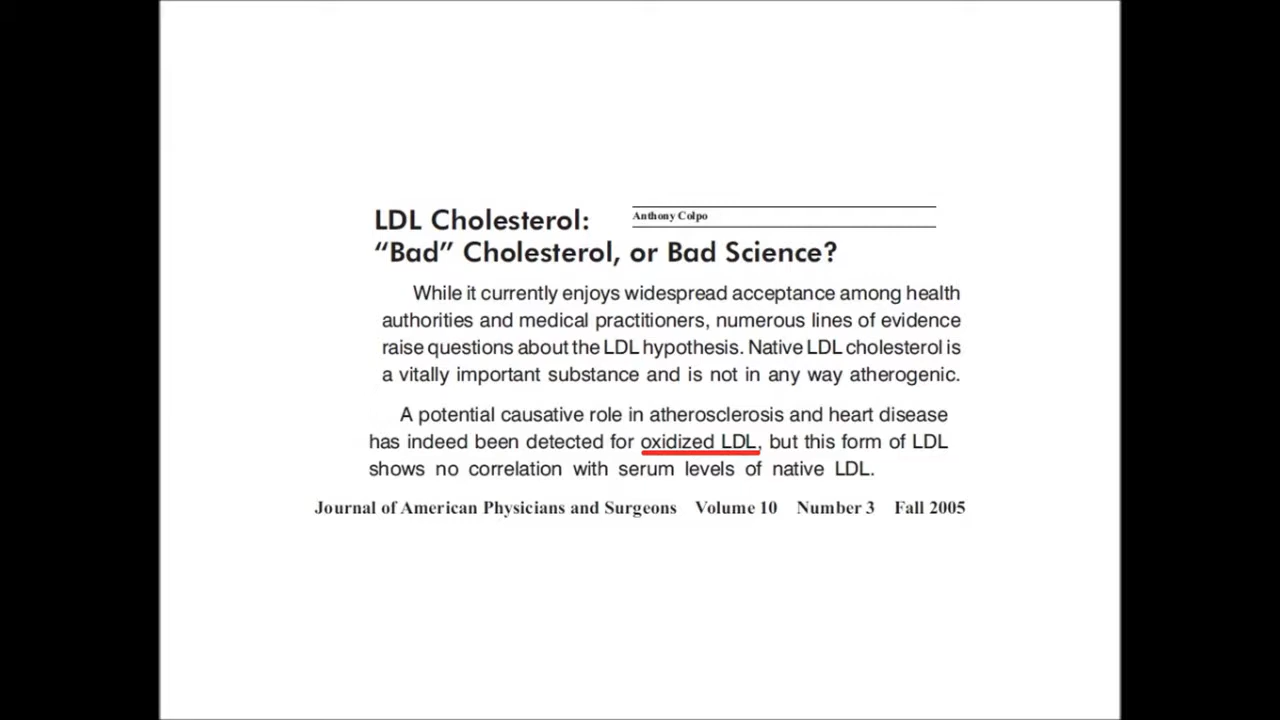 LDL Cholesterol:
Anthony Colpo
“Bad” Cholesterol, or Bad Science?
While it currently enjoys widespread acceptance among health
authorities and medical practitioners, numerous lines of evidence
raise questions about the LDL hypothesis. Native LDL cholesterol is
a vitally important substance and is not in any way atherogenic.
A potential causative role in atherosclerosis and heart disease
has indeed been detected for oxidized LDL, but this form of LDL
shows no correlation with serum levels of native LDL.
Journal of American Physicians and Surgeons Volume 10 Number 3 Fall 2005